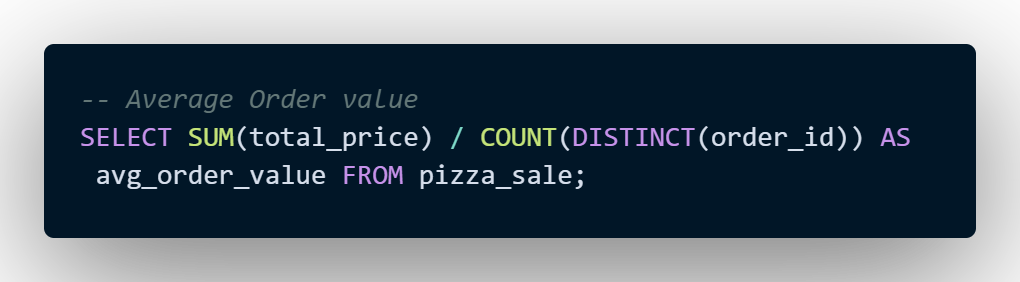 -- Average Order value
SELECT SUM(total_price) / COUNT(DISTINCT(order_id)) AS
avg_order_value FROM pizza_sale;